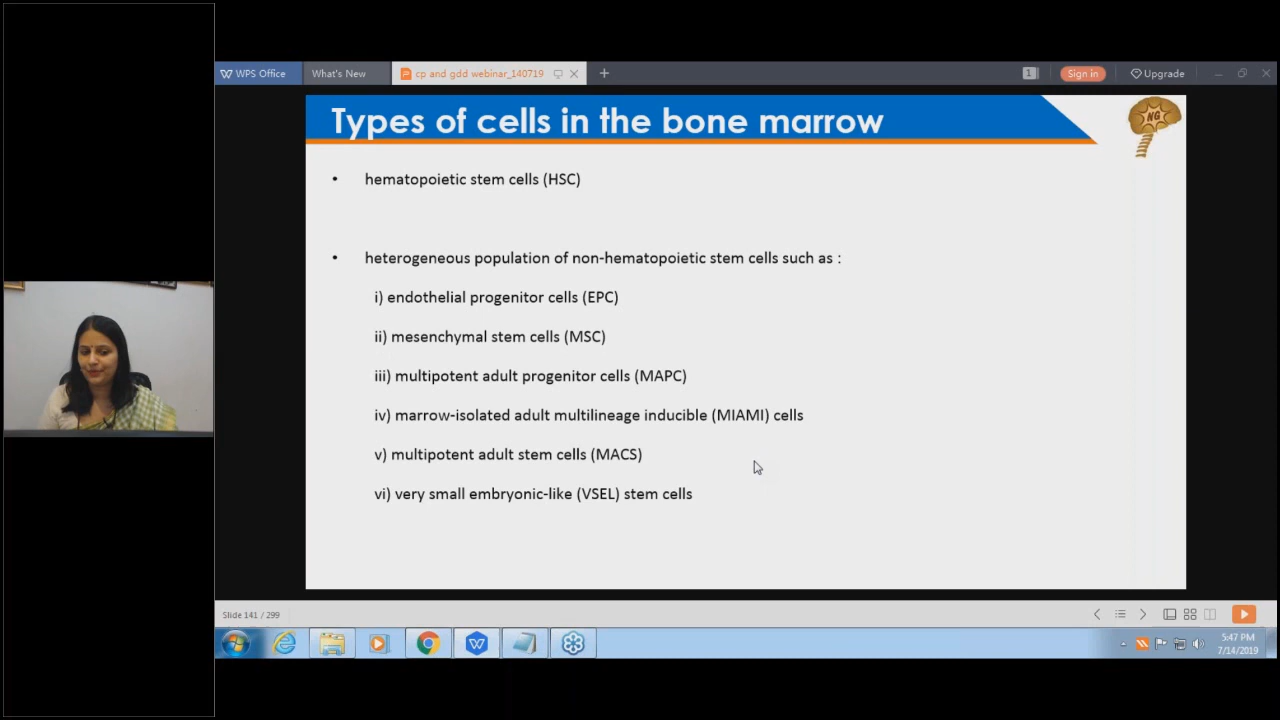 WPS Office
What's New
cp and gdd webinar_140719
1
Sign in
Upgrade
Types of cells in the bone marrow
NG
• hematopoietic stem cells (HSC)
• heterogeneous population of non-hematopoietic stem cells such as :
i) endothelial progenitor cells (EPC)
ii) mesenchymal stem cells (MSC)
iii) multipotent adult progenitor cells (MAPC)
iv) marrow-isolated adult multilineage inducible (MIAMI) cells
v) multipotent adult stem cells (MACS)
vi) very small embryonic-like (VSEL) stem cells
Slide 141 / 299
5:47 PM
7/14/2019